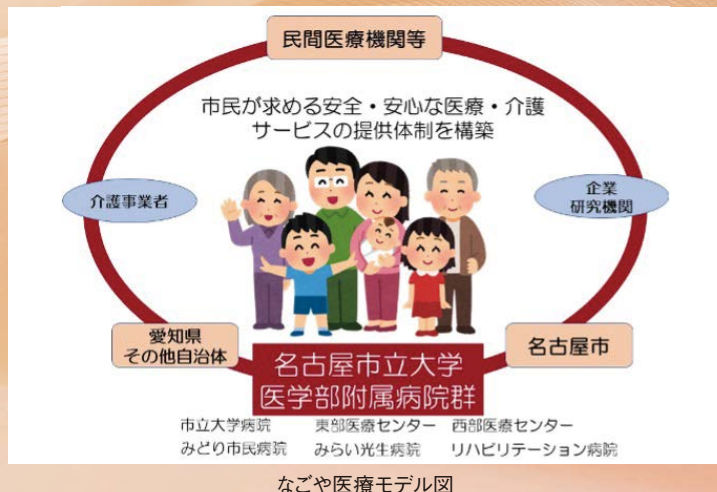 民間医療機関等
市民が求める安全・安心な医療・介護
サービスの提供体制を構築
介護事業者
企業
研究機関
愛知県
その他自治体
名古屋市
名古屋市立大学
医学部附属病院群
市立大学病院 東部医療センター 西部医療センター
みどり市民病院 みらい光生病院 リハビリテーション病院
なごや医療モデル図